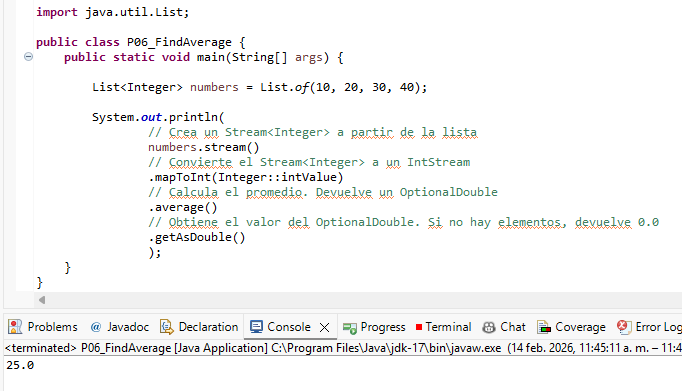 import java.util.List;
public class P06_FindAverage {
public static void main(String[] args) {
List<Integer> numbers = List.of(10, 20, 30, 40);
System.out.println(
// Crea un Stream<Integer> a partir de la lista
numbers.stream()
// Convierte el Stream<Integer> a un IntStream
.mapToInt(Integer::intValue)
// Calcula el promedio. Devuelve un OptionalDouble
.average()
// Obtiene el valor del OptionalDouble. Si no hay elementos, devuelve 0.0
.getAsDouble()
);
}
}
Problems @ Javadoc Declaration Console Progress Terminal Chat Coverage Error Log
<terminated> P06_FindAverage [Java Application] C:\Program Files\Java\jdk-17\bin\javaw.exe (14 feb. 2026, 11:45:11 a. m. – 11:4
25.0